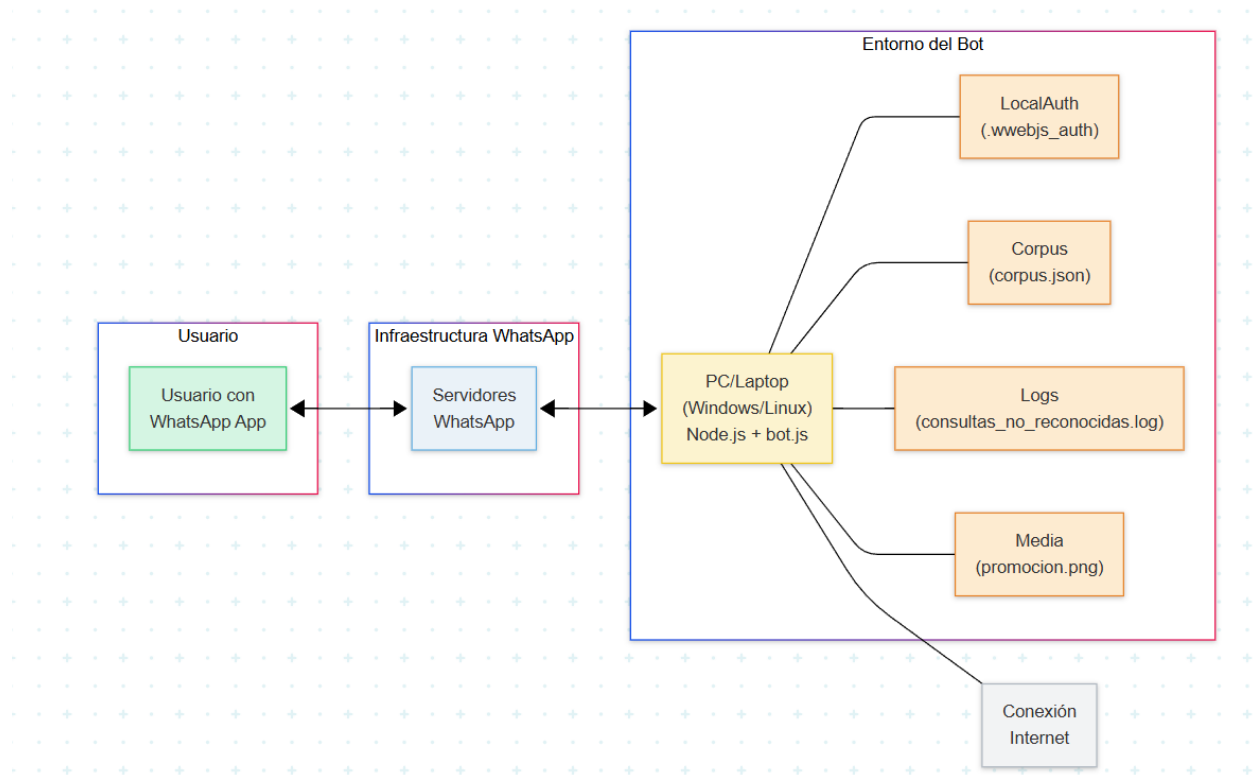 Entorno del Bot
LocalAuth
(.wwebjs_auth)
Corpus
(corpus.json)
Usuario
Usuario con
WhatsApp App
Infraestructura WhatsApp
Servidores
WhatsApp
PC/Laptop
(Windows/Linux)
Node.js + bot.js
Logs
(consultas_no_reconocidas.log)
Media
(promocion.png)
Conexión
Internet